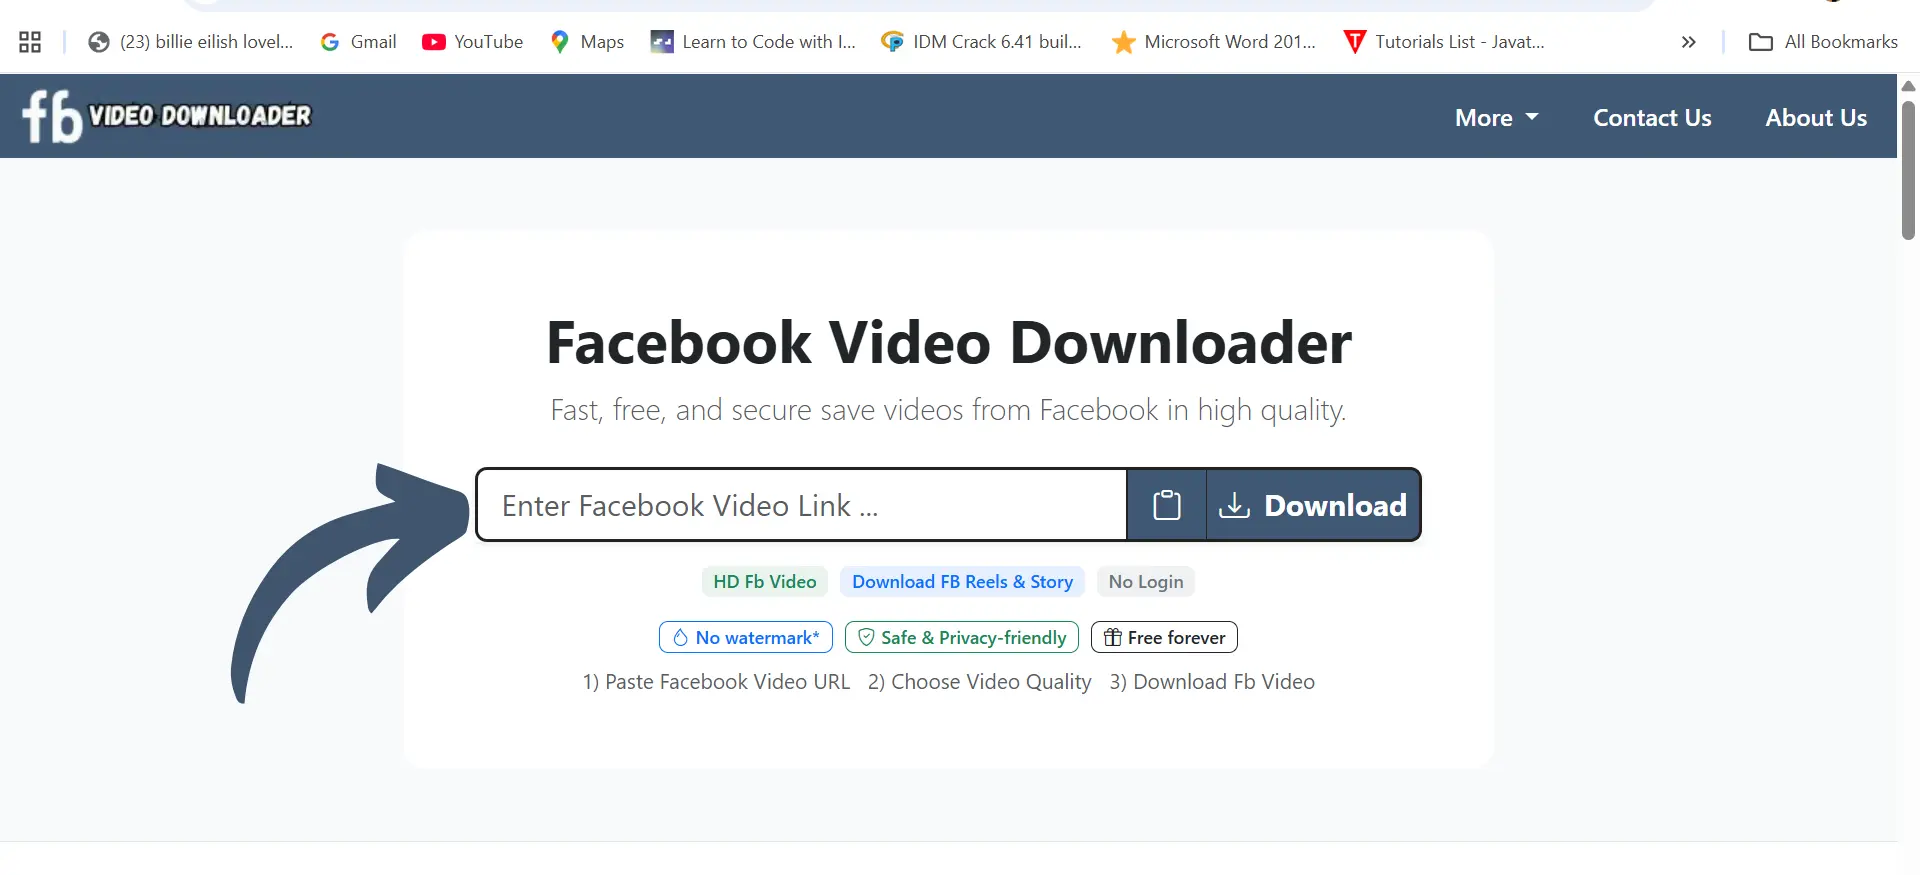 (23) billie eilish lovel... Gmail YouTube Maps Learn to Code with I... IDM Crack 6.41 buil... Microsoft Word 201... Tutorials List - Javat... » All Bookmarks
fb VIDEO DOWNLOADER More Contact Us About Us
Facebook Video Downloader
Fast, free, and secure save videos from Facebook in high quality.
Enter Facebook Video Link ... Download
HD Fb Video Download FB Reels & Story No Login
No watermark* Safe & Privacy-friendly Free forever
1) Paste Facebook Video URL 2) Choose Video Quality 3) Download Fb Video